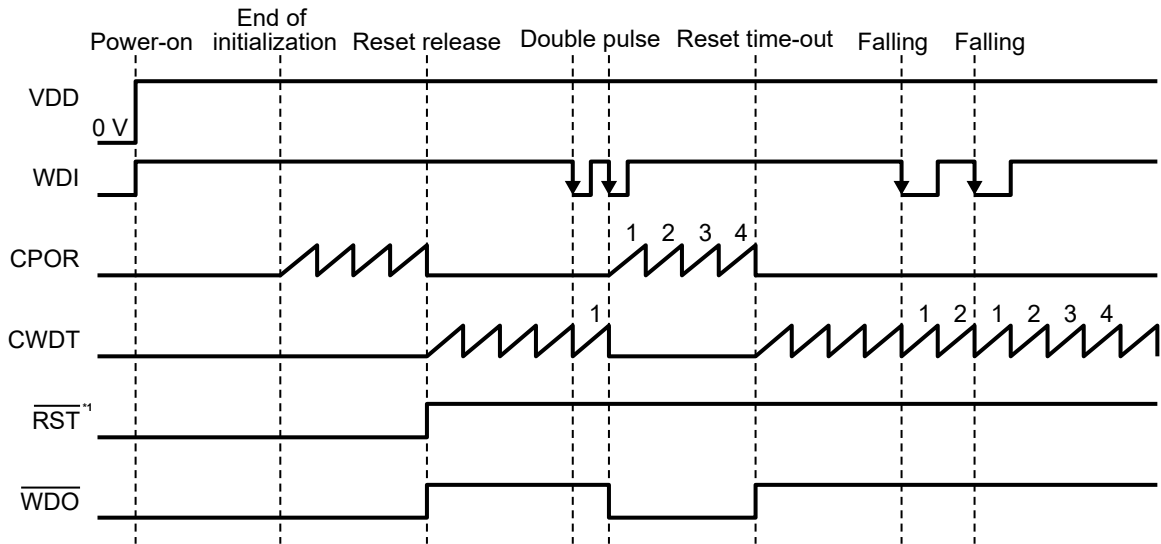 End of
Power-on initialization Reset release Double pulse Reset time-out Falling Falling
VDD
0 V
WDI
1 2 3 4
CPOR
1 1 2 1 2 3 4
CWDT
RST *1
WDO